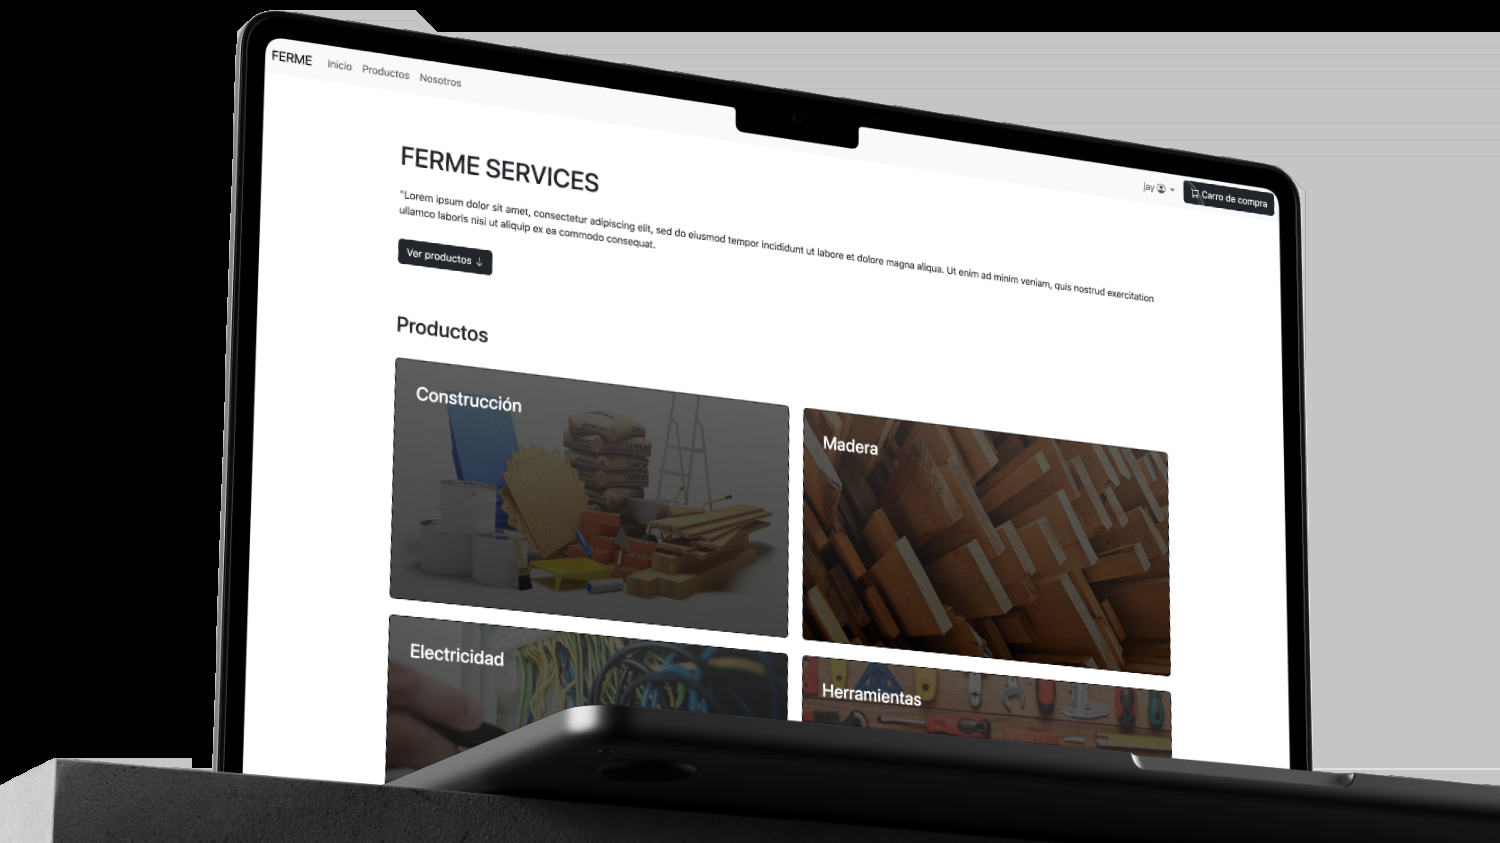 FERME
Inicio
Productos
Nosotros
Jay
Carro de compra
FERME SERVICES
"Lorem ipsum dolor sit amet, consectetur adipiscing elit, sed do eiusmod tempor incididunt ut labore et dolore magna aliqua. Ut enim ad minim veniam, quis nostrud exercitation
ullamco laboris nisi ut aliquip ex ea commodo consequat.
Ver productos ↓
Productos
Construcción
Madera
Electricidad
Herramientas